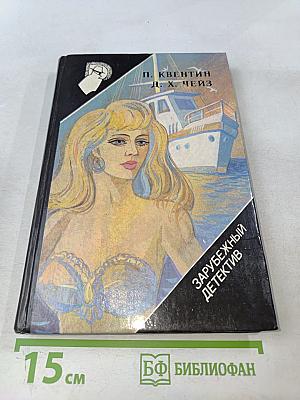 П. КВЕНТИН
Д. Х. ЧЕЙЗ
ЗАРУБЕЖНЫЙ
ДЕТЕКТИВ
15 см
БФ БИБЛИОФАН